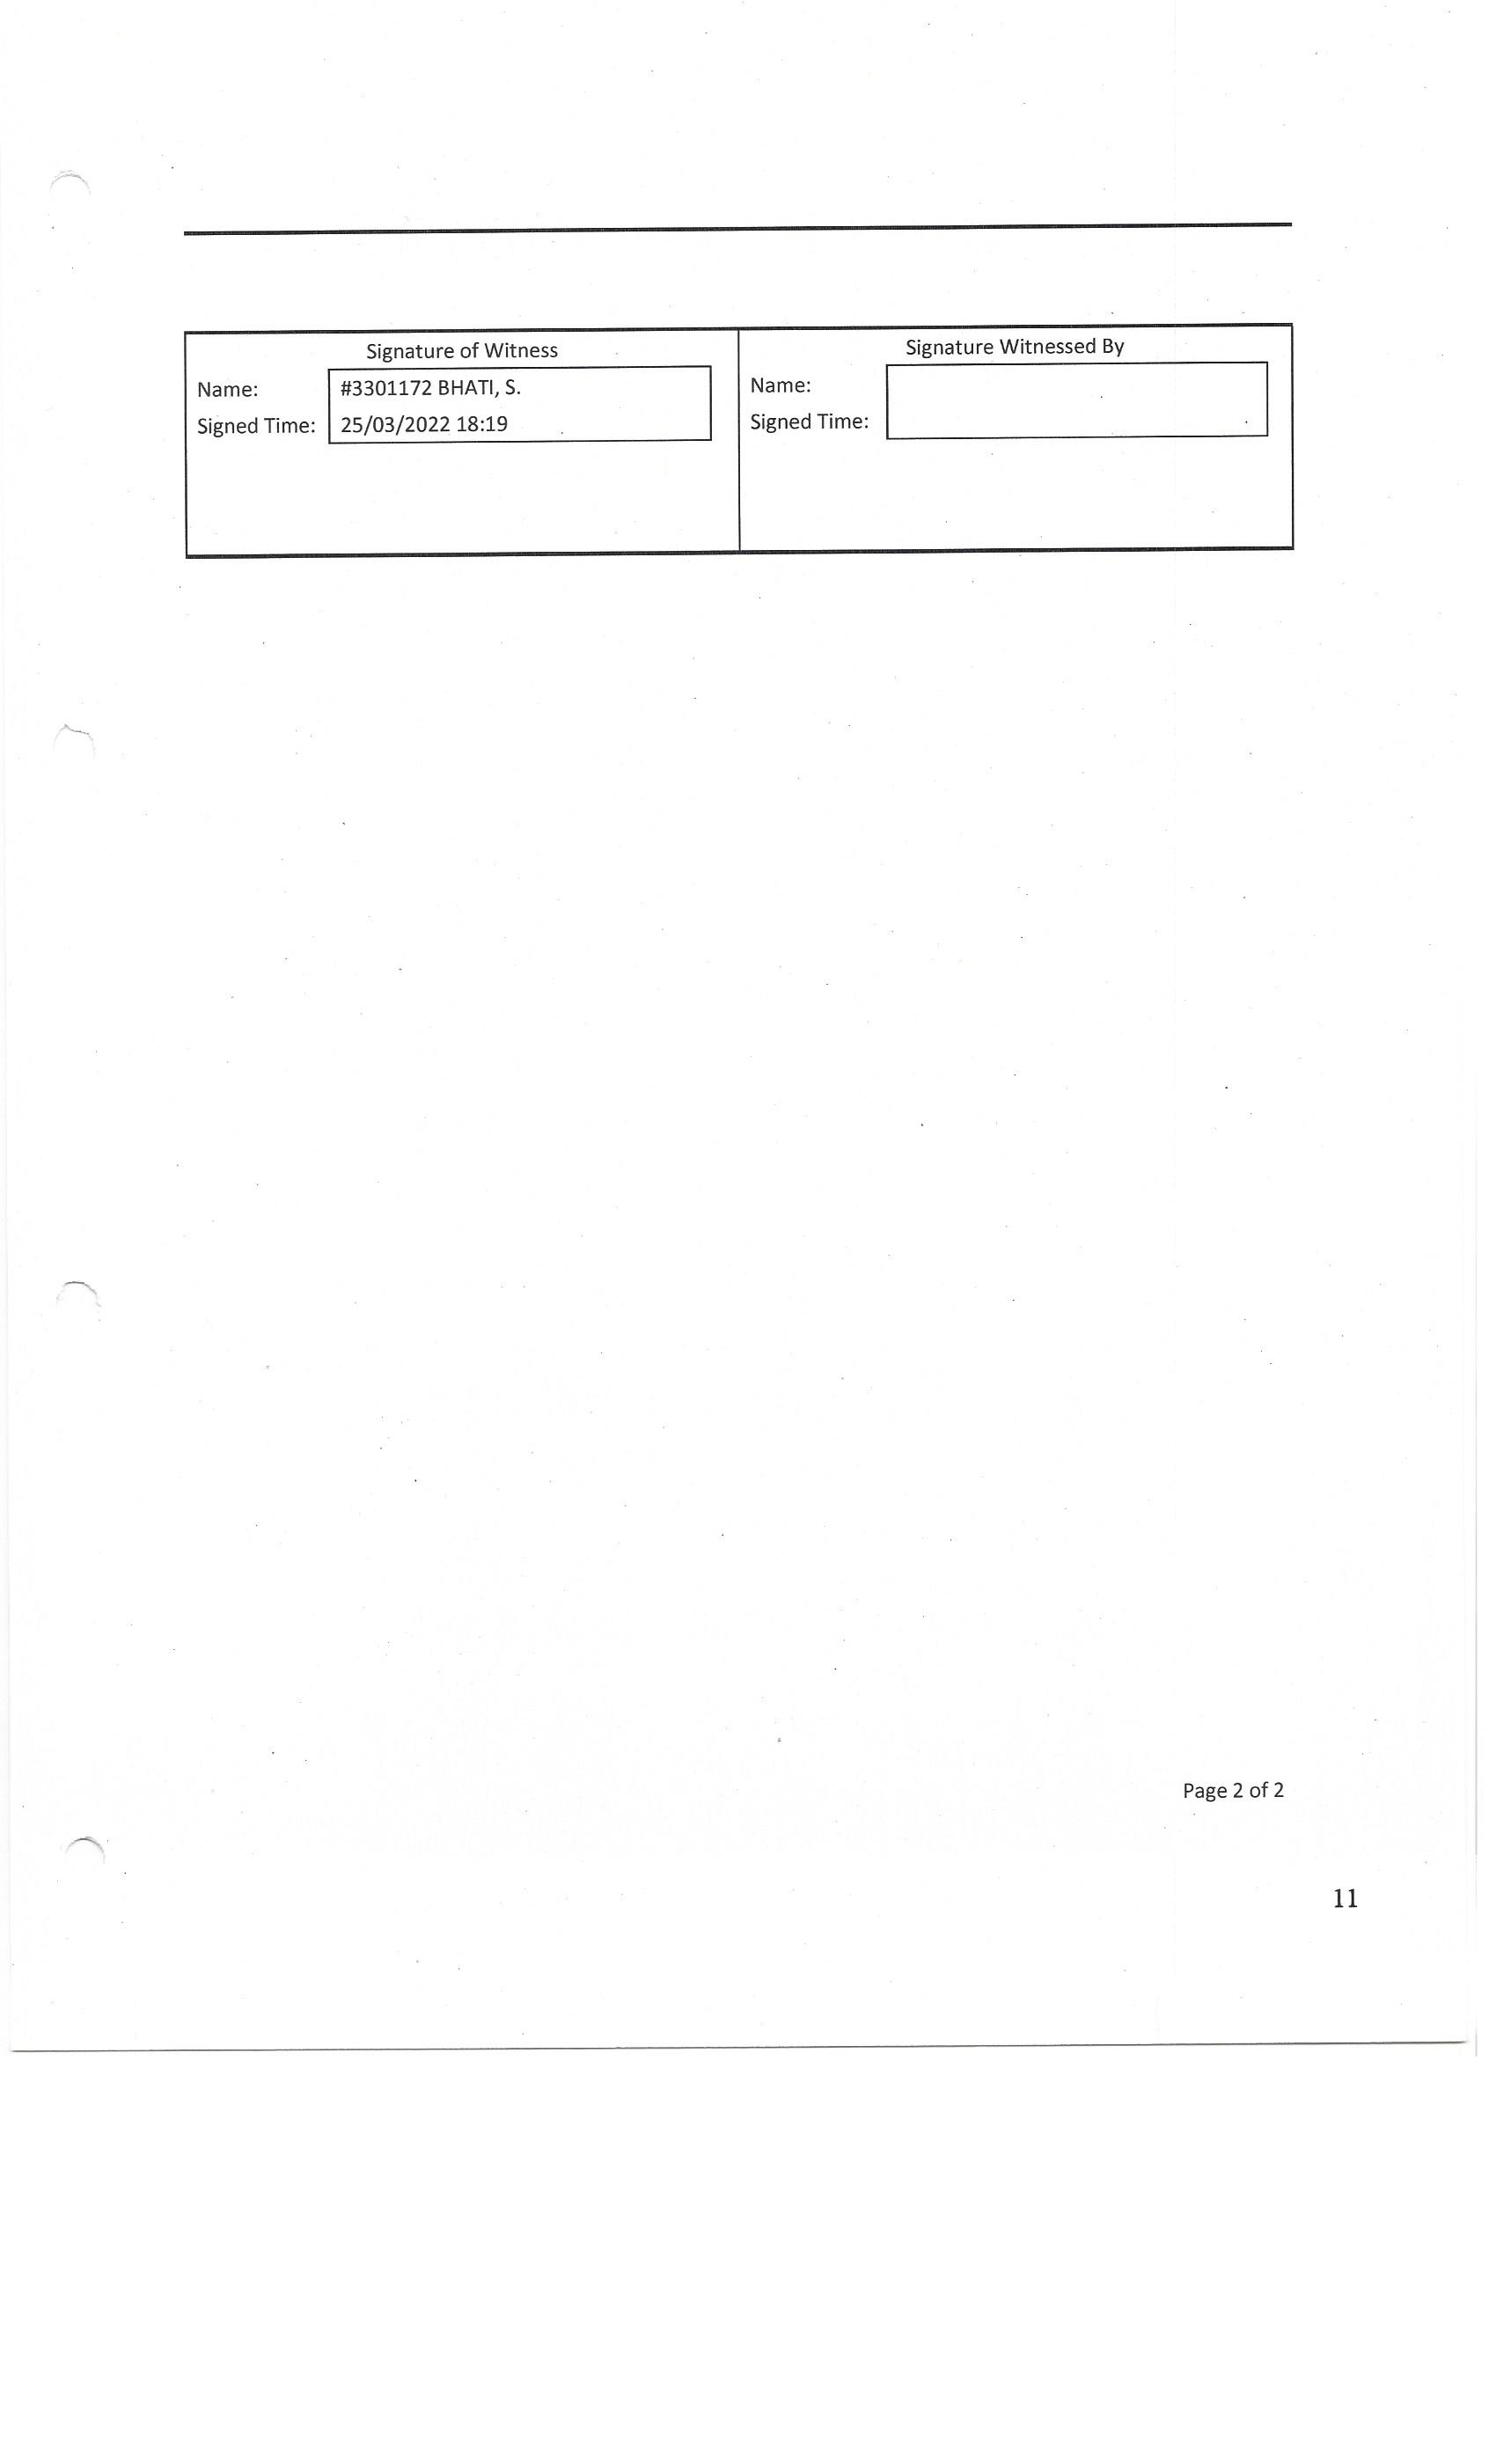 Signature of Witness
Name: #3301172 BHATI, S.
Signed Time: 25/03/2022 18:19
Signature Witnessed By
Name:
Signed Time:
Page 2 of 2
11